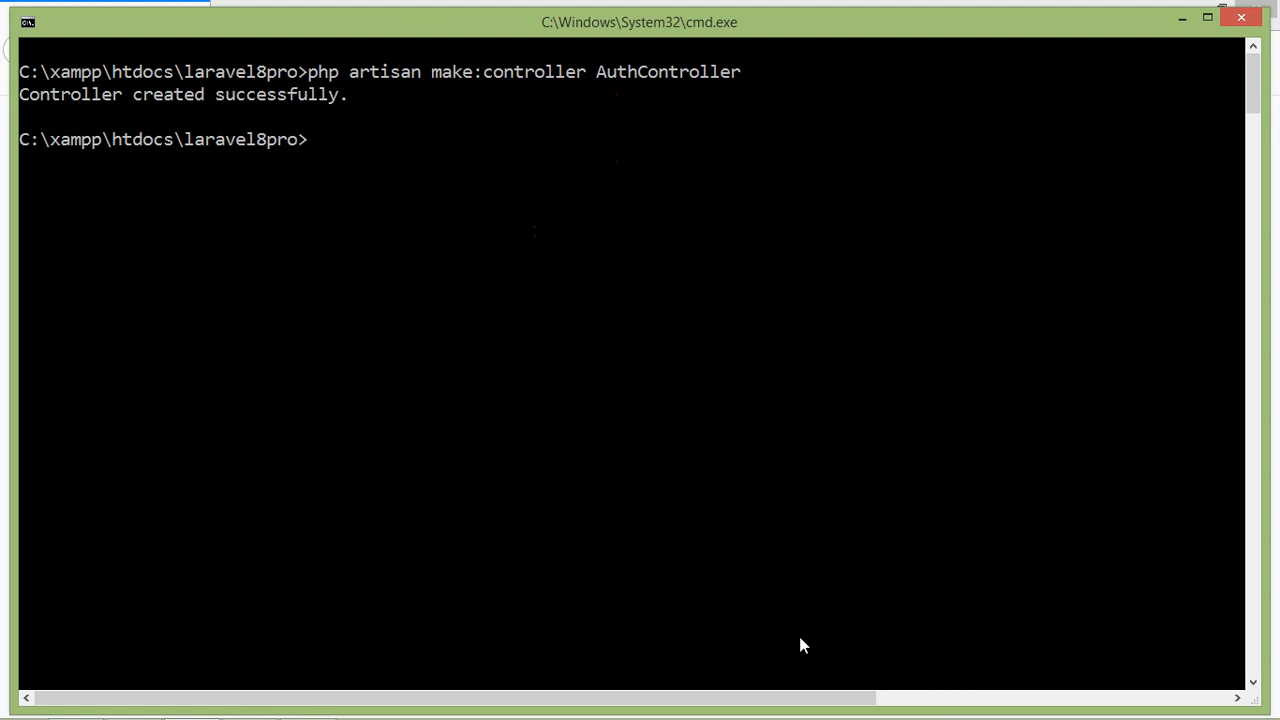 C:\Windows\System32\cmd.exe
C:\xampp\htdocs\laravel8pro>php artisan make:controller AuthController
Controller created successfully.
C:\xampp\htdocs\laravel8pro>